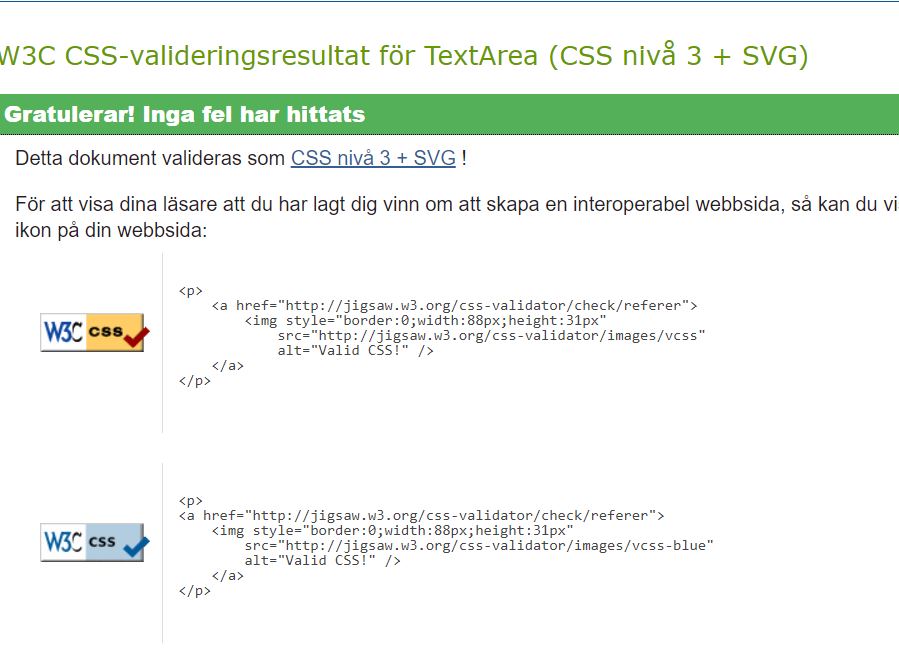 W3C CSS-valideringsresultat för TextArea (CSS nivå 3 + SVG)
Gratulerar! Inga fel har hittats
Detta dokument valideras som CSS nivå 3 + SVG !
För att visa dina läsare att du har lagt dig vinn om att skapa en interoperabel webbsida, så kan du
ikon på din webbsida:
W3C css
<p>
<a href="http://jigsaw.w3.org/css-validator/check/referer">
<img style="border:0;width:88px;height:31px"
src="http://jigsaw.w3.org/css-validator/images/vcss"
alt="Valid CSS!" />
</a>
</p>
W3C css
<p>
<a href="http://jigsaw.w3.org/css-validator/check/referer">
<img style="border:0;width:88px;height:31px"
src="http://jigsaw.w3.org/css-validator/images/vcss-blue"
alt="Valid CSS!" />
</a>
</p>